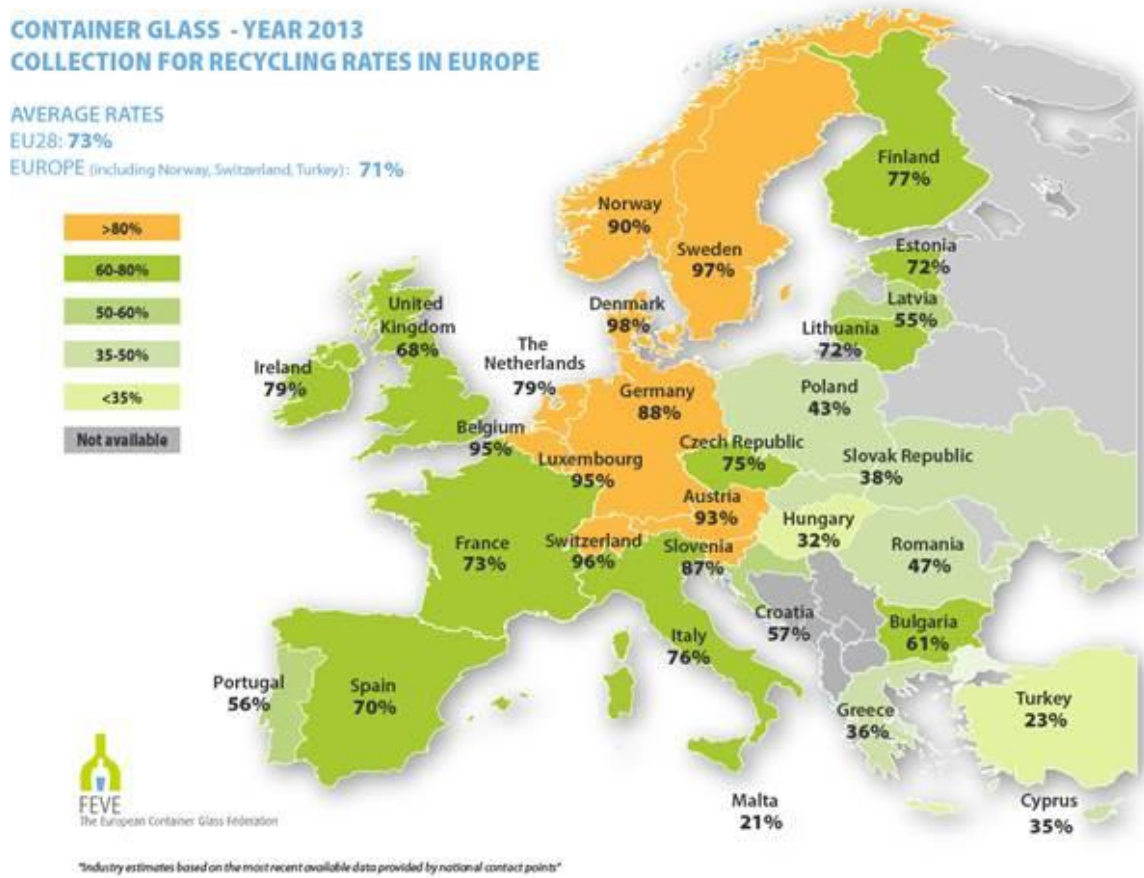 CONTAINER GLASS - YEAR 2013
COLLECTION FOR RECYCLING RATES IN EUROPE
AVERAGE RATES
EU28: 73%
EUROPE (including Norway, Switzerland, Turkey): 71%
>80%
60-80%
50-60%
35-50%
<35%
Not available
Finland
77%
Norway
90%
Sweden
97%
Estonia
72%
Latvia
55%
Lithuania
72%
Denmark
98%
United
Kingdom
68%
Ireland
79%
The
Netherlands
79%
Germany
88%
Poland
43%
Belgium
95%
Luxembourg
95%
Czech Republic
75%
Slovak Republic
38%
Austria
93%
Hungary
32%
France
73%
Switzerland
96%
Slovenia
87%
Romania
47%
Croatia
57%
Bulgaria
61%
Italy
76%
Portugal
56%
Spain
70%
Greece
36%
Turkey
23%
Malta
21%
Cyprus
35%
FEVE
The European Container Glass Federation
"Industry estimates based on the most recent available data provided by national contact points"